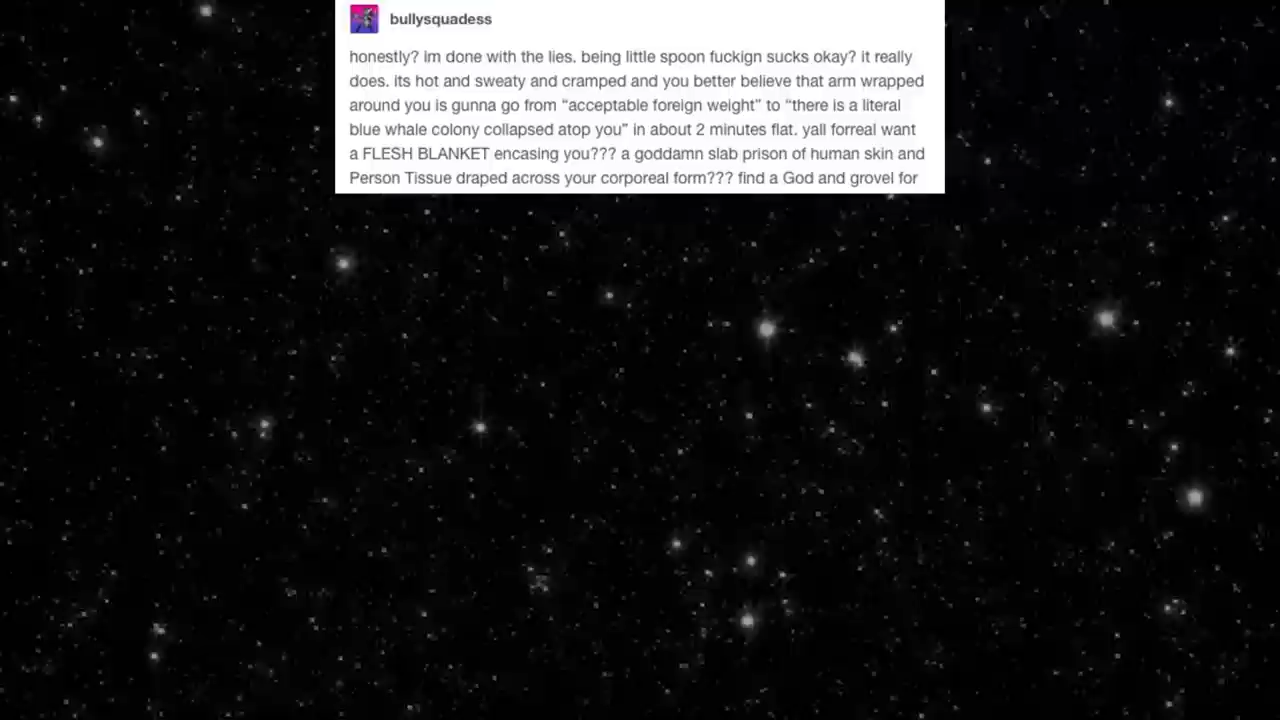 bullysquadess
honestly? im done with the lies. being little spoon fuckign sucks okay? it really
does. its hot and sweaty and cramped and you better believe that arm wrapped
around you is gunna go from “acceptable foreign weight” to “there is a literal
blue whale colony collapsed atop you” in about 2 minutes flat. yall forreal want
a FLESH BLANKET encasing you??? a goddamn slab prison of human skin and
Person Tissue draped across your corporeal form??? find a God and grovel for